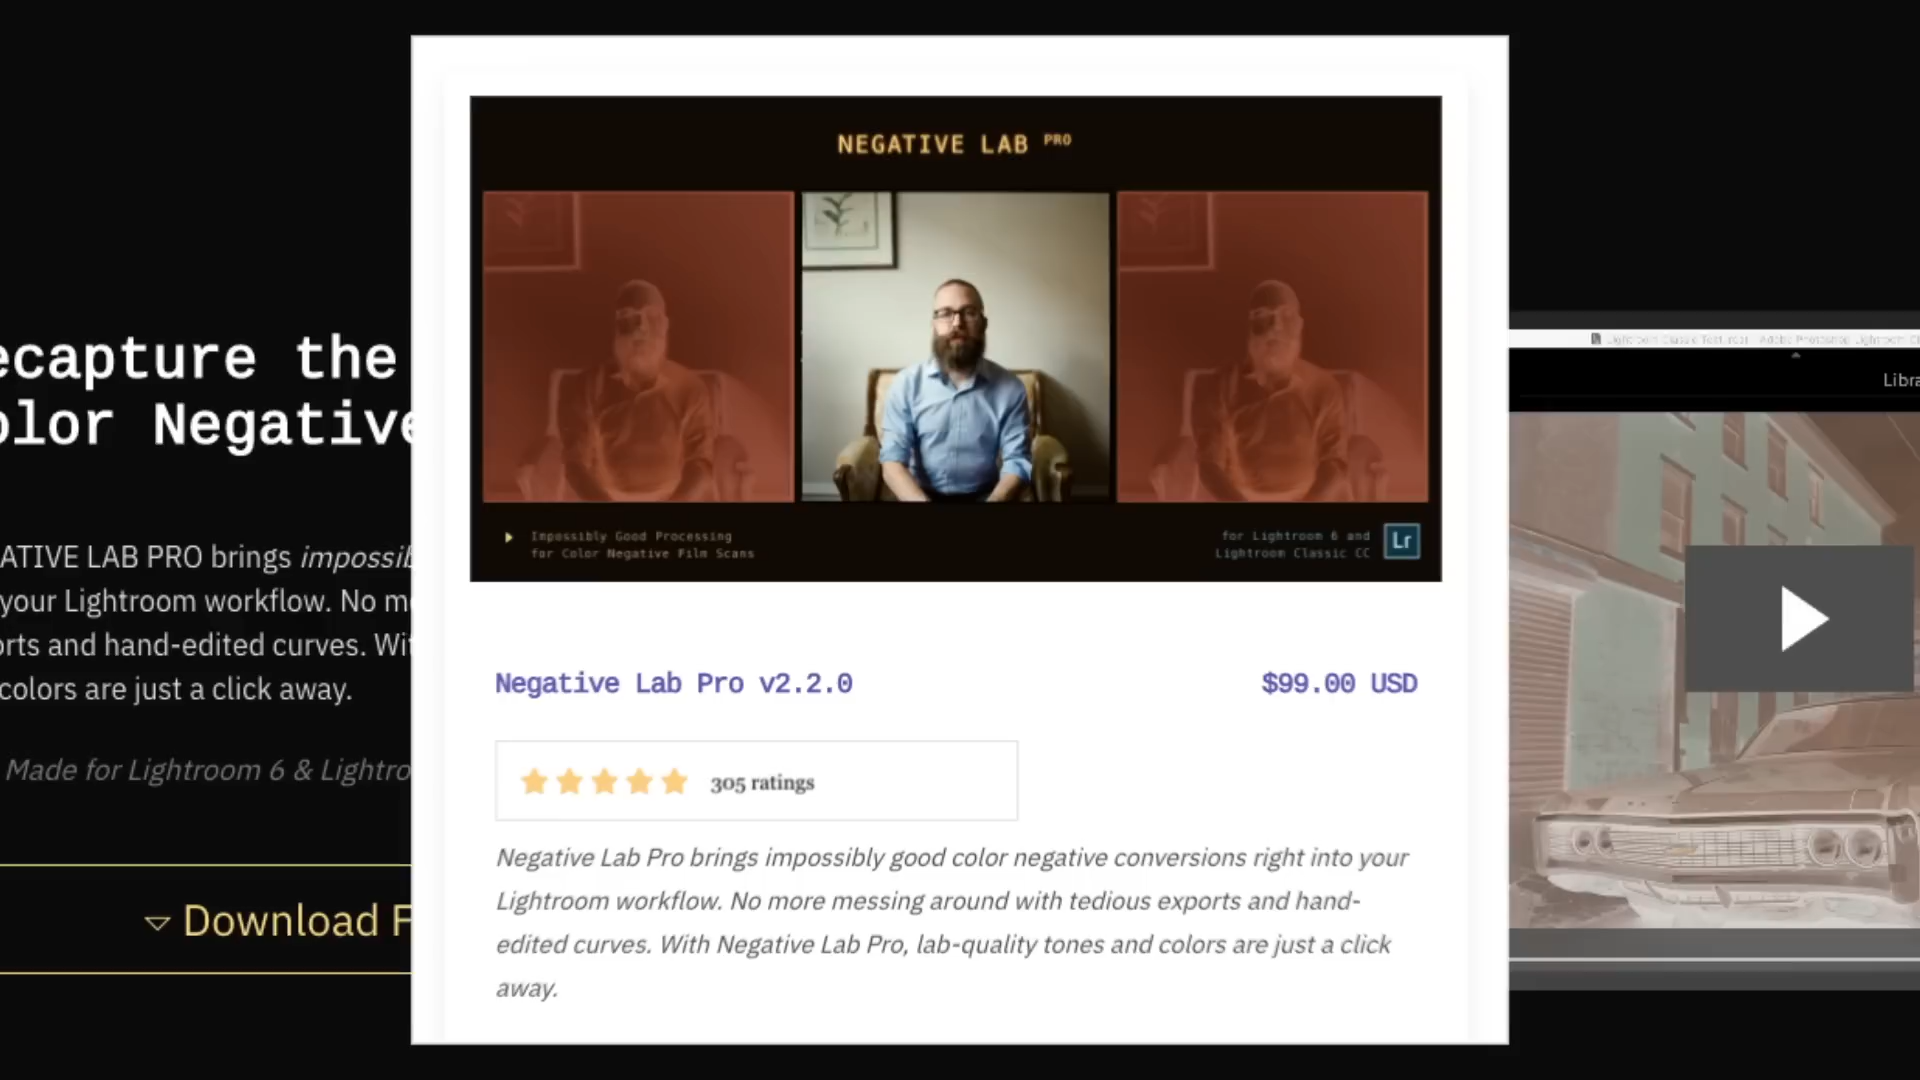 ecapture the
olor Negative
ATIVE LAB PRO brings impossib
your Lightroom workflow. No m
orts and hand-edited curves. Wit
colors are just a click away.
Made for Lightroom 6 & Lightro
Download F
NEGATIVE LAB PRO
Impossibly Good Processing
for Color Negative Film Scans
for Lightroom 6 and
Lightroom Classic CC
Lr
Negative Lab Pro v2.2.0
$99.00 USD
305 ratings
Negative Lab Pro brings impossibly good color negative conversions right into your
Lightroom workflow. No more messing around with tedious exports and hand-
edited curves. With Negative Lab Pro, lab-quality tones and colors are just a click
away.
Libra